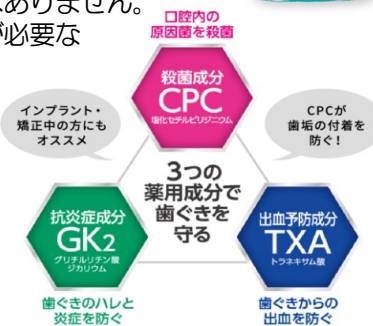 はありません。
が必要な
口腔内の
原因菌を殺菌
殺菌成分
CPC
塩化セチルピリジニウム
インプラント・
矯正中の方にも
オススメ
CPCが
歯垢の付着を
防ぐ！
3つの
薬用成分で
歯ぐきを
守る
抗炎症成分
GK2
グリチルリチン酸
ジカリウム
出血予防成分
TXA
トラネキサム酸
歯ぐきのハレと
炎症を防ぐ
歯ぐきからの
出血を防ぐ